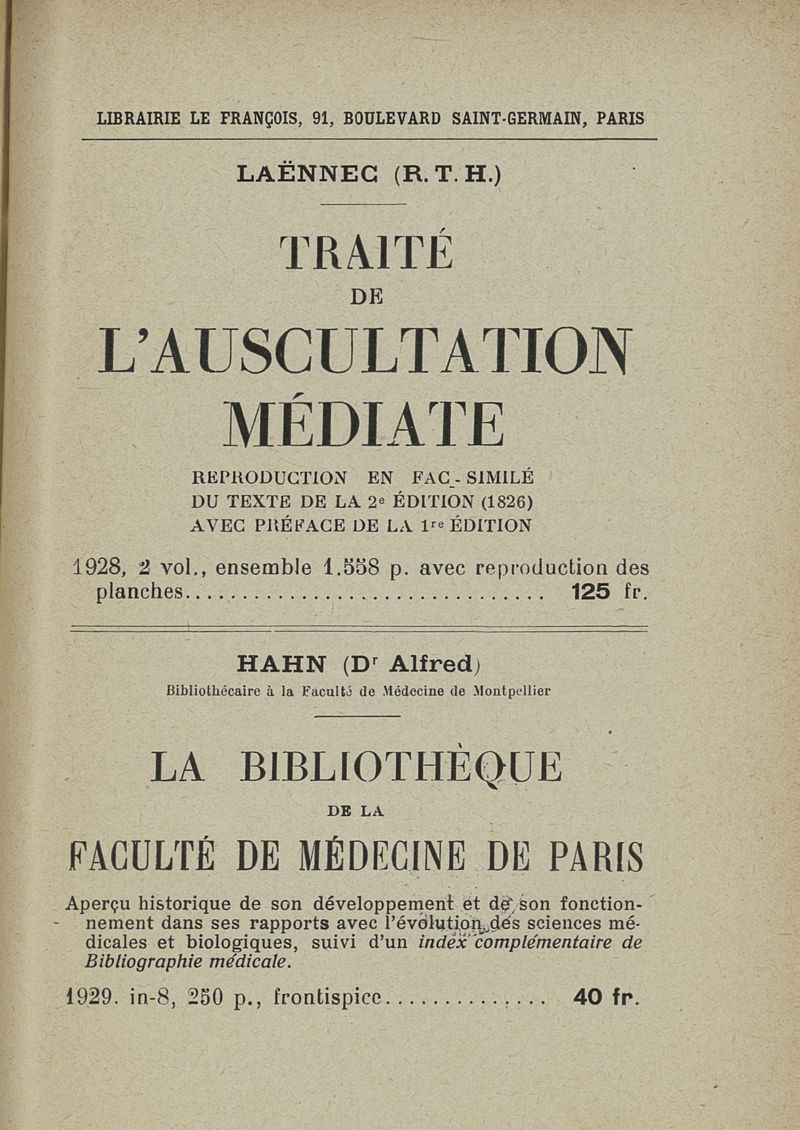 LIBRAIRIE LE FRANÇOIS, 91, BOULEVARD SAINT-GERMAIN, PARIS
LAËNNEC (R. T. H.)
TRAITÉ
DE
L'AUSCULTATION
MÉDIATE
REPRODUCTION EN FAC-SIMILÉ
DU TEXTE DE LA 2e ÉDITION (1826)
AVEC PRÉFACE DE LA 1re ÉDITION
1928, 2 vol., ensemble 1.558 p. avec reproduction des
planches................................ 125 fr.
HAHN (Dr Alfred)
Bibliothécaire à la Faculté de Médecine de Montpellier
LA BIBLIOTHÈQUE
DE LA
FACULTÉ DE MÉDECINE DE PARIS
Aperçu historique de son développement et de son fonction-
nement dans ses rapports avec l'évolution des sciences mé-
dicales et biologiques, suivi d'un index complémentaire de
Bibliographie médicale.
1929. in-8, 250 p., frontispice.............. 40 fr.